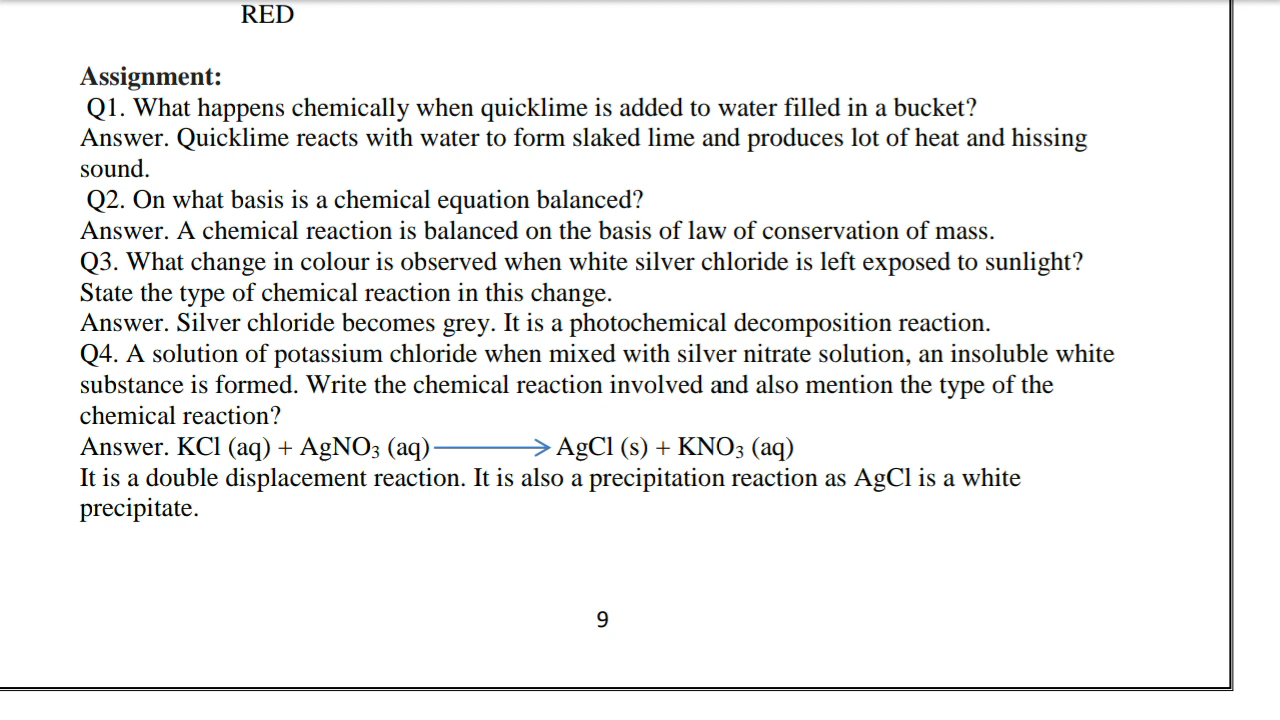 RED
Assignment:
Q1. What happens chemically when quicklime is added to water filled in a bucket?
Answer. Quicklime reacts with water to form slaked lime and produces lot of heat and hissing
sound.
Q2. On what basis is a chemical equation balanced?
Answer. A chemical reaction is balanced on the basis of law of conservation of mass.
Q3. What change in colour is observed when white silver chloride is left exposed to sunlight?
State the type of chemical reaction in this change.
Answer. Silver chloride becomes grey. It is a photochemical decomposition reaction.
Q4. A solution of potassium chloride when mixed with silver nitrate solution, an insoluble white
substance is formed. Write the chemical reaction involved and also mention the type of the
chemical reaction?
Answer. KCl (aq) + AgNO₃ (aq) → AgCl (s) + KNO₃ (aq)
It is a double displacement reaction. It is also a precipitation reaction as AgCl is a white
precipitate.
9